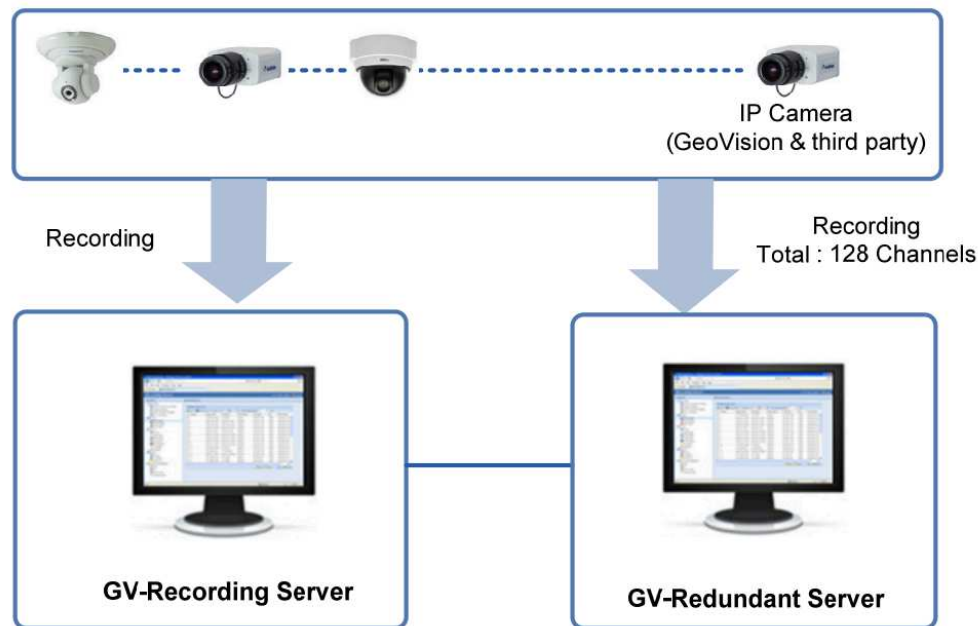 IP Camera
(GeoVision & third party)
Recording
Recording
Total : 128 Channels
GV-Recording Server
GV-Redundant Server